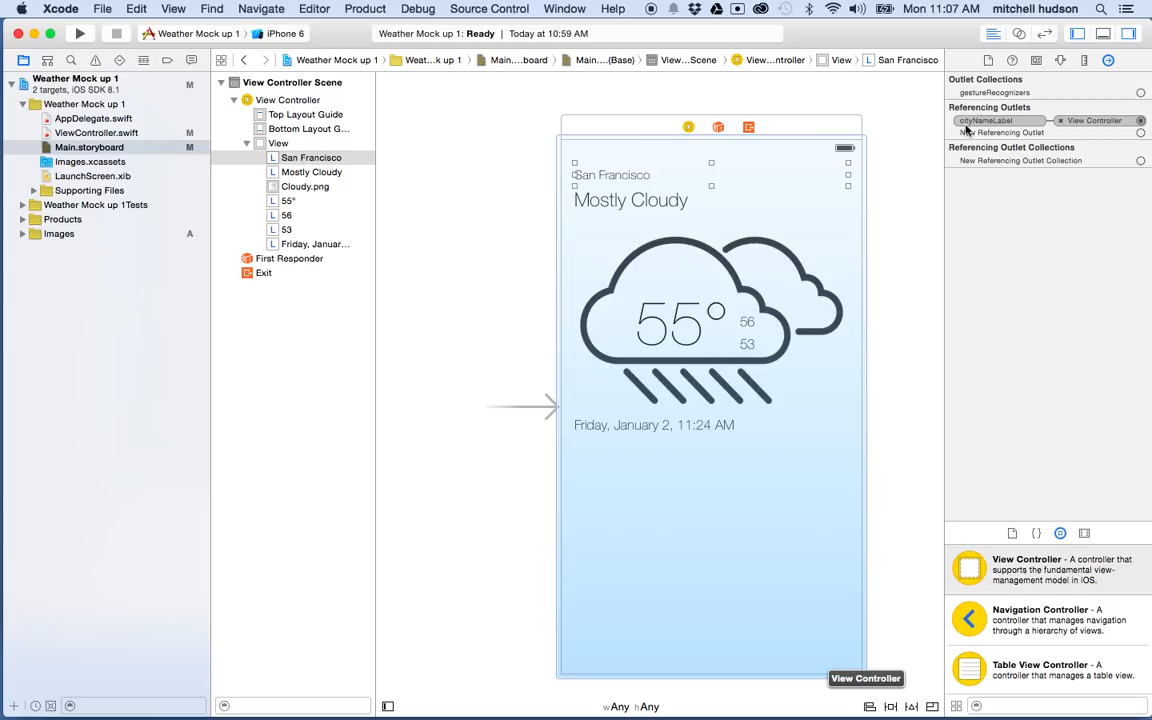 Xcode File Edit View Find Navigate Editor Product Debug Source Control Window Help Mon 11:07 AM mitchell hudson
Weather Mock up 1 iPhone 6 Weather Mock up 1: Ready Today at 10:59 AM
Weather Mock up 1 Weat...k up 1 Main....board Main....(Base) View...Scene View...ntroller View L San Francisco
Weather Mock up 1 M
2 targets, iOS SDK 8.1
Weather Mock up 1
AppDelegate.swift
ViewController.swift M
Main.storyboard M
Images.xcassets
LaunchScreen.xib
Supporting Files
Weather Mock up 1Tests
Products
Images A
View Controller Scene
View Controller
Top Layout Guide
Bottom Layout G...
View
L San Francisco
L Mostly Cloudy
Cloudy.png
L 55°
L 56
L 53
L Friday, Januar...
First Responder
Exit
San Francisco
Mostly Cloudy
55°
56
53
Friday, January 2, 11:24 AM
View Controller
wAny hAny
Outlet Collections
gestureRecognizers
Referencing Outlets
cityNameLabel View Controller
New Referencing Outlet
Referencing Outlet Collections
New Referencing Outlet Collection
{ }
View Controller - A controller that
supports the fundamental view-
management model in iOS.
Navigation Controller - A
controller that manages navigation
through a hierarchy of views.
Table View Controller - A
controller that manages a table view.